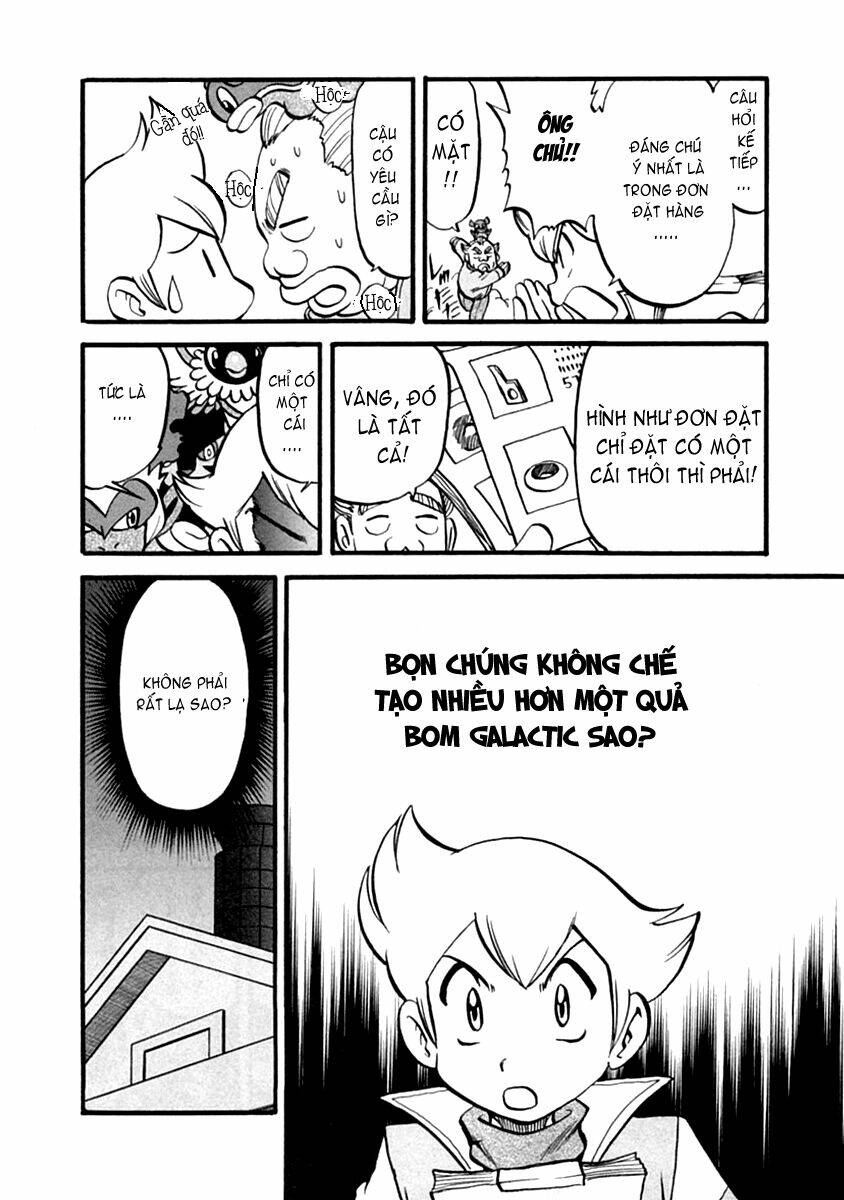 CÂU
HỎI
KẾ
TIẾP
...
ĐÁNG CHÚ
Ý NHẤT LÀ
TRONG ĐƠN
ĐẶT HÀNG
.....
ÔNG
CHỦ!!
CÓ
MẶT
!!
CẬU
CÓ
YÊU
CẦU
GÌ?
Hộc
Hộc
Hộc
Gần quá
đó!!
HÌNH NHƯ ĐƠN ĐẶT
CHỈ ĐẶT CÓ MỘT
CÁI THÔI THÌ PHẢI!
57
VÂNG, ĐÓ
LÀ TẤT
CẢ!
CHỈ CÓ
MỘT
CÁI
....
TỨC LÀ
....
BỌN CHÚNG KHÔNG CHẾ
TẠO NHIỀU HƠN MỘT QUẢ
BOM GALACTIC SAO?
KHÔNG PHẢI
RẤT LẠ SAO?